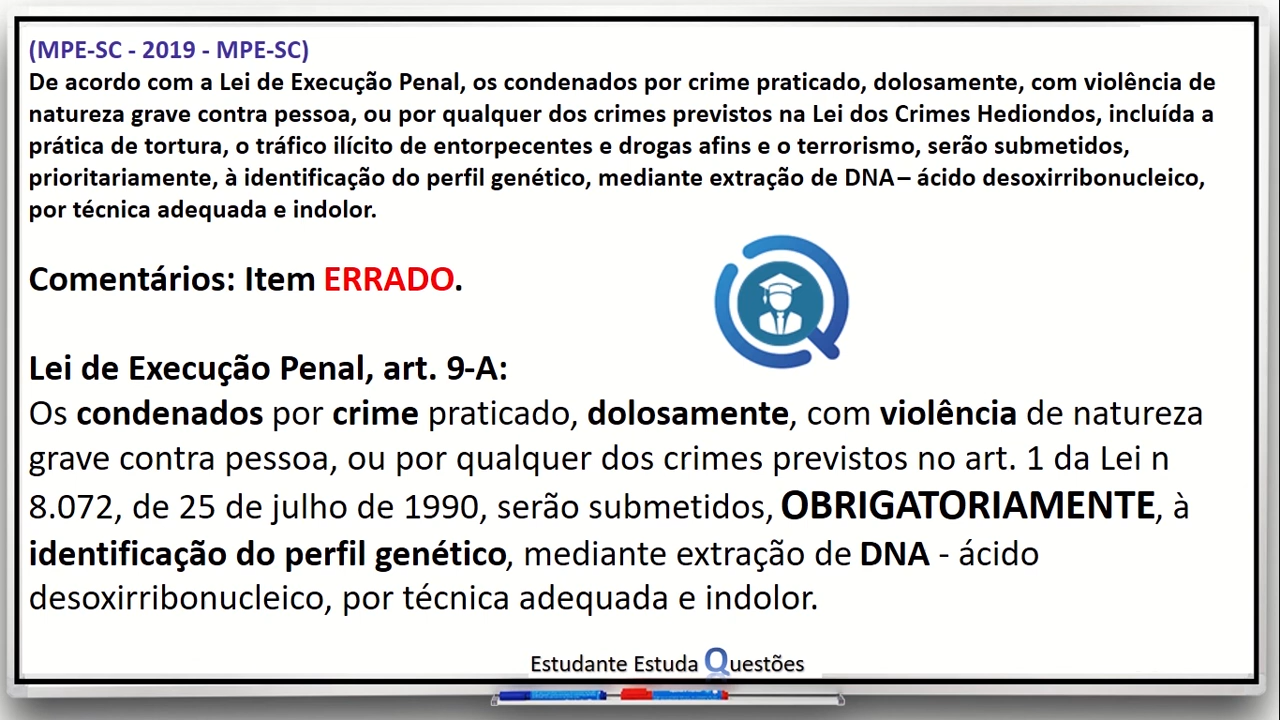 (MPE-SC - 2019 - MPE-SC)
De acordo com a Lei de Execução Penal, os condenados por crime praticado, dolosamente, com violência de
natureza grave contra pessoa, ou por qualquer dos crimes previstos na Lei dos Crimes Hediondos, incluída a
prática de tortura, o tráfico ilícito de entorpecentes e drogas afins e o terrorismo, serão submetidos,
prioritariamente, à identificação do perfil genético, mediante extração de DNA – ácido desoxirribonucleico,
por técnica adequada e indolor.
Comentários: Item ERRADO.
Lei de Execução Penal, art. 9-A:
Os condenados por crime praticado, dolosamente, com violência de natureza
grave contra pessoa, ou por qualquer dos crimes previstos no art. 1 da Lei n
8.072, de 25 de julho de 1990, serão submetidos, OBRIGATORIAMENTE, à
identificação do perfil genético, mediante extração de DNA - ácido
desoxirribonucleico, por técnica adequada e indolor.
Estudante Estuda Questões